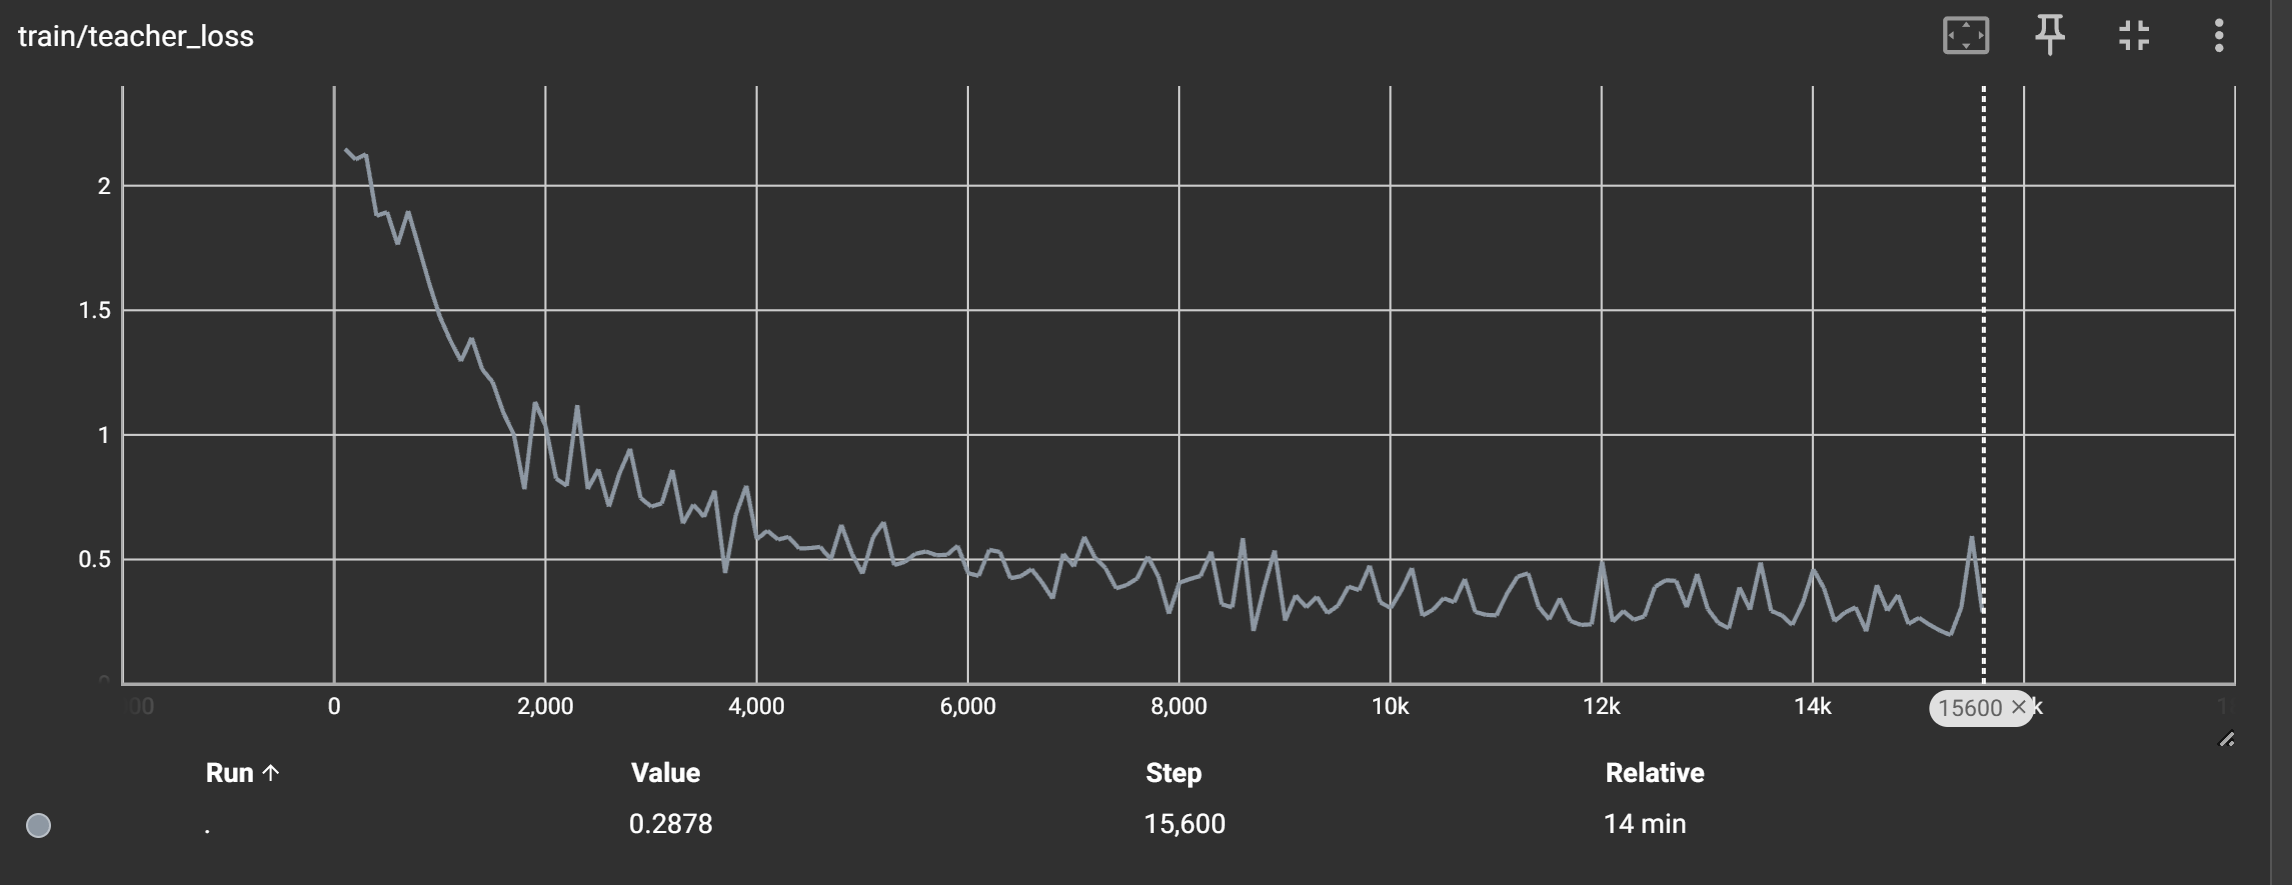 train/teacher_loss
2
1.5
1
0.5
0
0 2,000 4,000 6,000 8,000 10k 12k 14k 15600 ×
Run ↑ Value Step Relative
. 0.2878 15,600 14 min